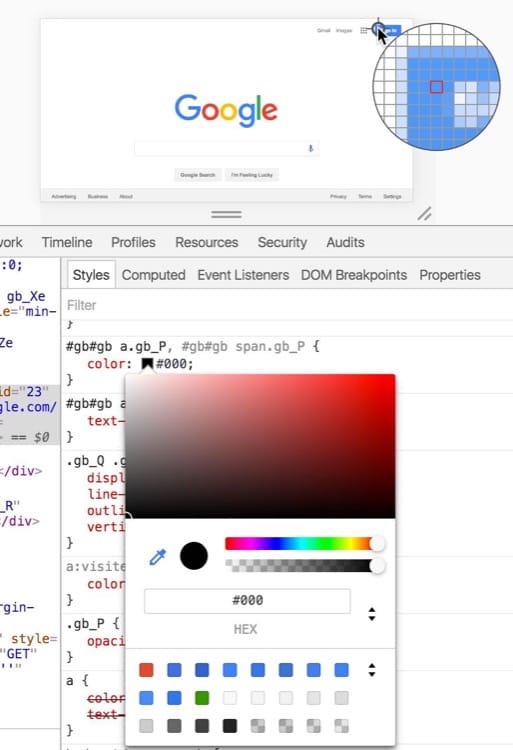 Gmail Images
Google
Google Search I'm Feeling Lucky
Advertising Business About Privacy Terms Settings
work Timeline Profiles Resources Security Audits
:0;
gb_Xe
le="min-
Ze
id="23"
gle.com/
== $0
</div>
_R"
</div>
rgin-
" style=
"GET"
Styles Computed Event Listeners DOM Breakpoints Properties
Filter
}
#gb#gb a.gb_P, #gb#gb span.gb_P {
color: #000;
}
#gb#gb a
text-
}
.gb_Q .g
displ
line-
outli
verti
}
a:visite
color
}
.gb_P {
opaci
}
a {
color
text-
}
#000
HEX